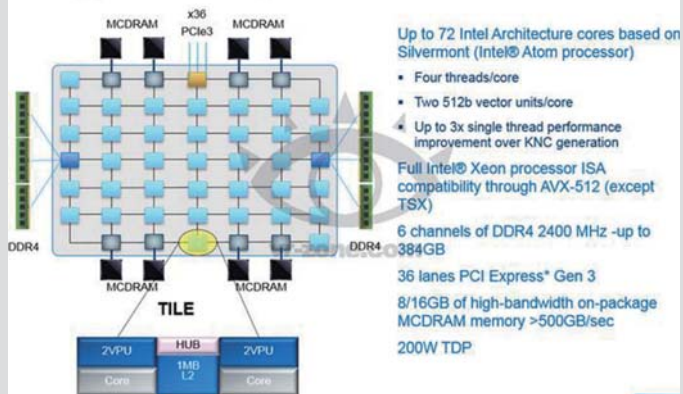 MCDRAM
x36
PCIe3
MCDRAM
DDR4
DDR4
MCDRAM
MCDRAM
TILE
2VPU
HUB
2VPU
Core
1MB
L2
Core
Up to 72 Intel Architecture cores based on
Silvermont (Intel® Atom processor)
▪ Four threads/core
▪ Two 512b vector units/core
▪ Up to 3x single thread performance
improvement over KNC generation
Full Intel® Xeon processor ISA
compatibility through AVX-512 (except
TSX)
6 channels of DDR4 2400 MHz -up to
384GB
36 lanes PCI Express* Gen 3
8/16GB of high-bandwidth on-package
MCDRAM memory >500GB/sec
200W TDP